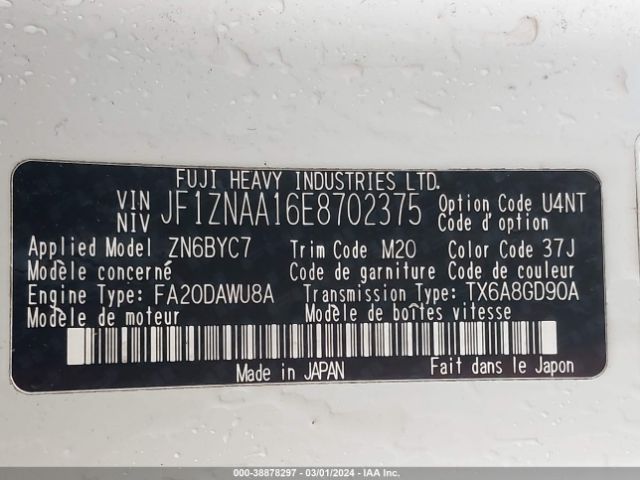 FUJI HEAVY INDUSTRIES LTD.
VIN NIV JF1ZNAA16E8702375 Option Code U4NT
Code d'option
Applied Model ZN6BYC7 Trim Code M20 Color Code 37J
Modèle concerné Code de garniture Code de couleur
Engine Type: FA20DAWU8A Transmission Type: TX6A8GD90A
Modèle de moteur Modèle de boîtes vitesse
Made in JAPAN Fait dans le Japon
000-38878297 - 03/01/2024 - IAA Inc.